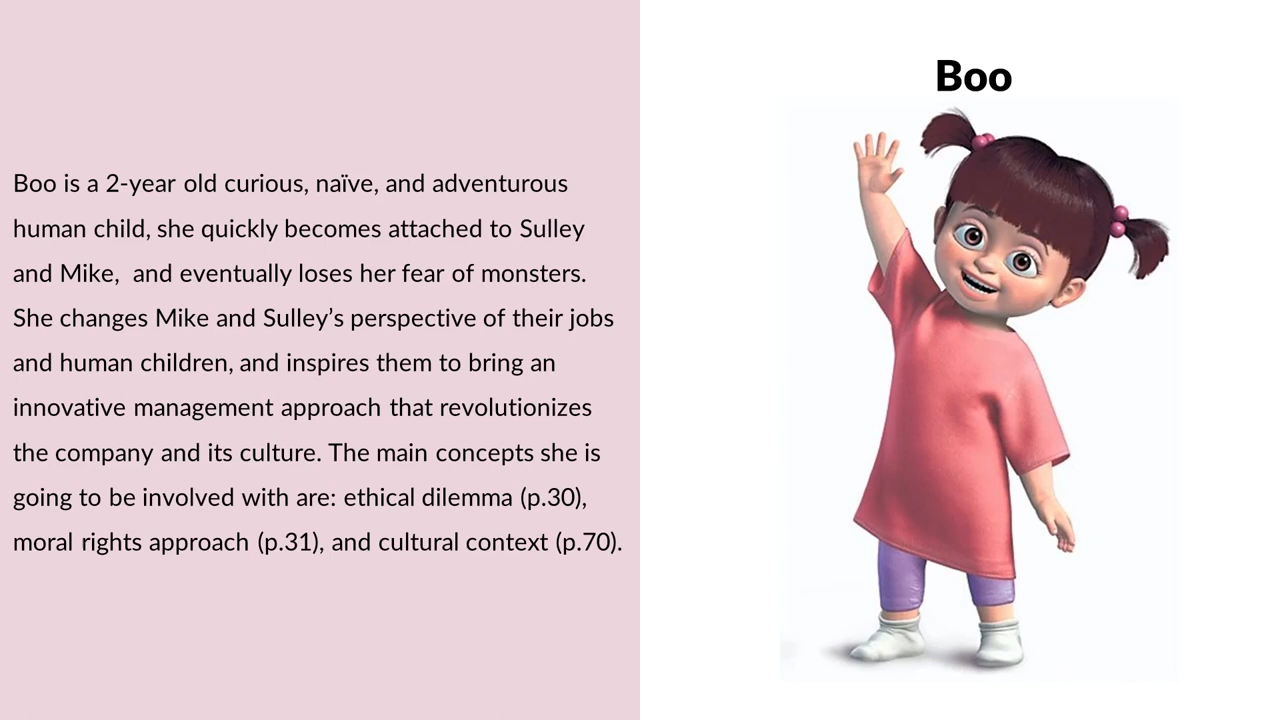 Boo
Boo is a 2-year old curious, naïve, and adventurous
human child, she quickly becomes attached to Sulley
and Mike,  and eventually loses her fear of monsters.
She changes Mike and Sulley’s perspective of their jobs
and human children, and inspires them to bring an
innovative management approach that revolutionizes
the company and its culture. The main concepts she is
going to be involved with are: ethical dilemma (p.30),
moral rights approach (p.31), and cultural context (p.70).